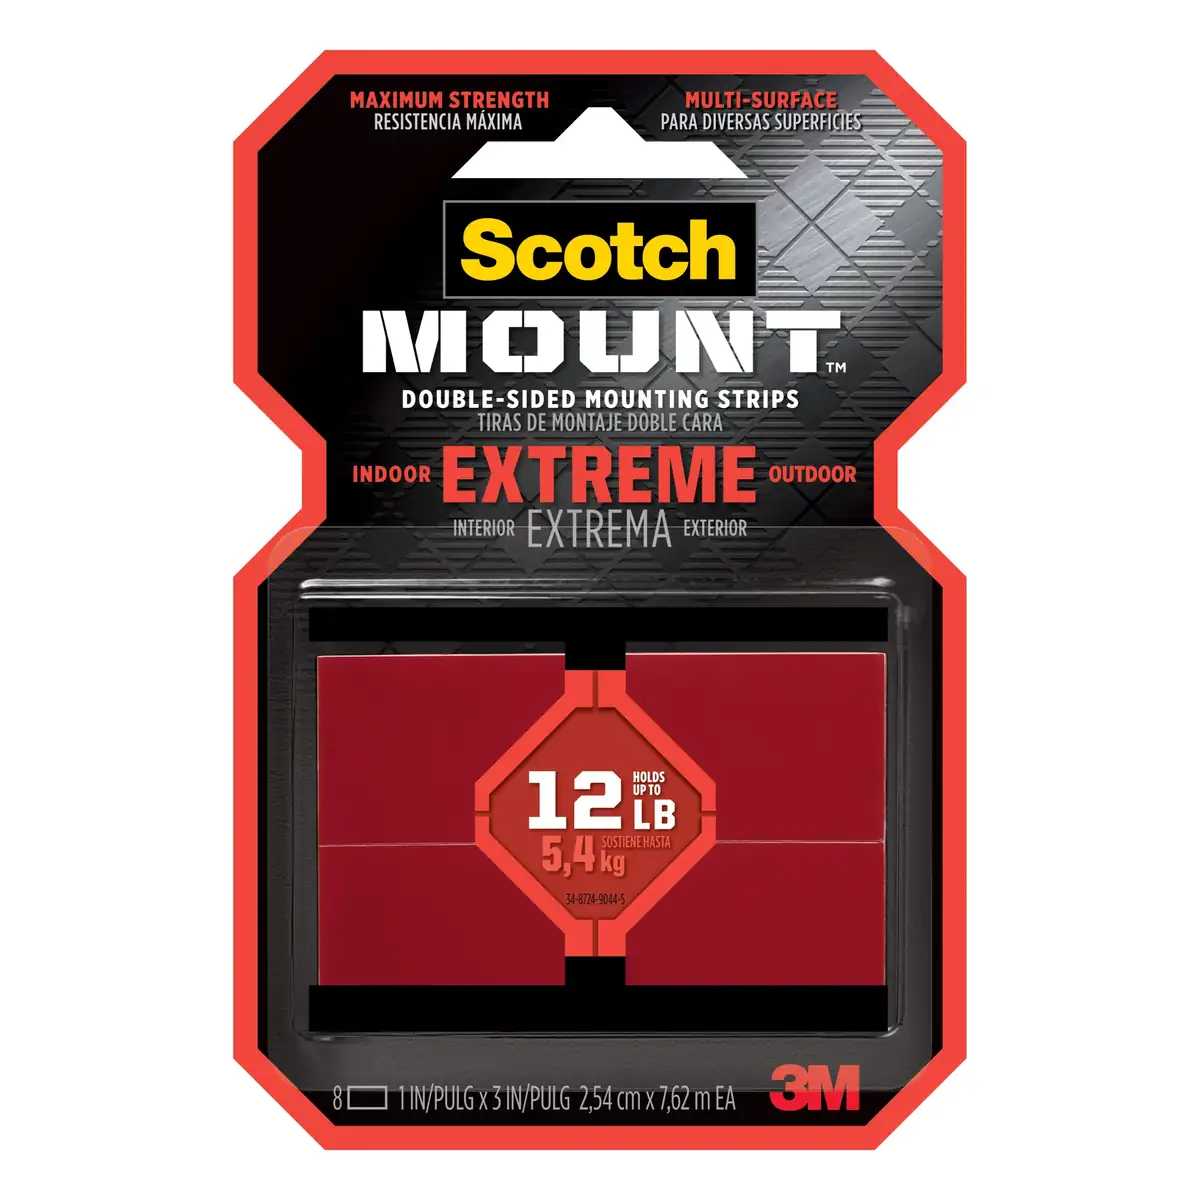 MAXIMUM STRENGTH
RESISTENCIA MÁXIMA
MULTI-SURFACE
PARA DIVERSAS SUPERFICIES
Scotch
MOUNT™
DOUBLE-SIDED MOUNTING STRIPS
TIRAS DE MONTAJE DOBLE CARA
INDOOR EXTREME OUTDOOR
INTERIOR EXTREMA EXTERIOR
12 HOLDS UP TO LB
5,4 SOSTIENE HASTA kg
34-8724-9044-5
8 1 IN/PULG x 3 IN/PULG 2,54 cm x 7,62 m EA
3M